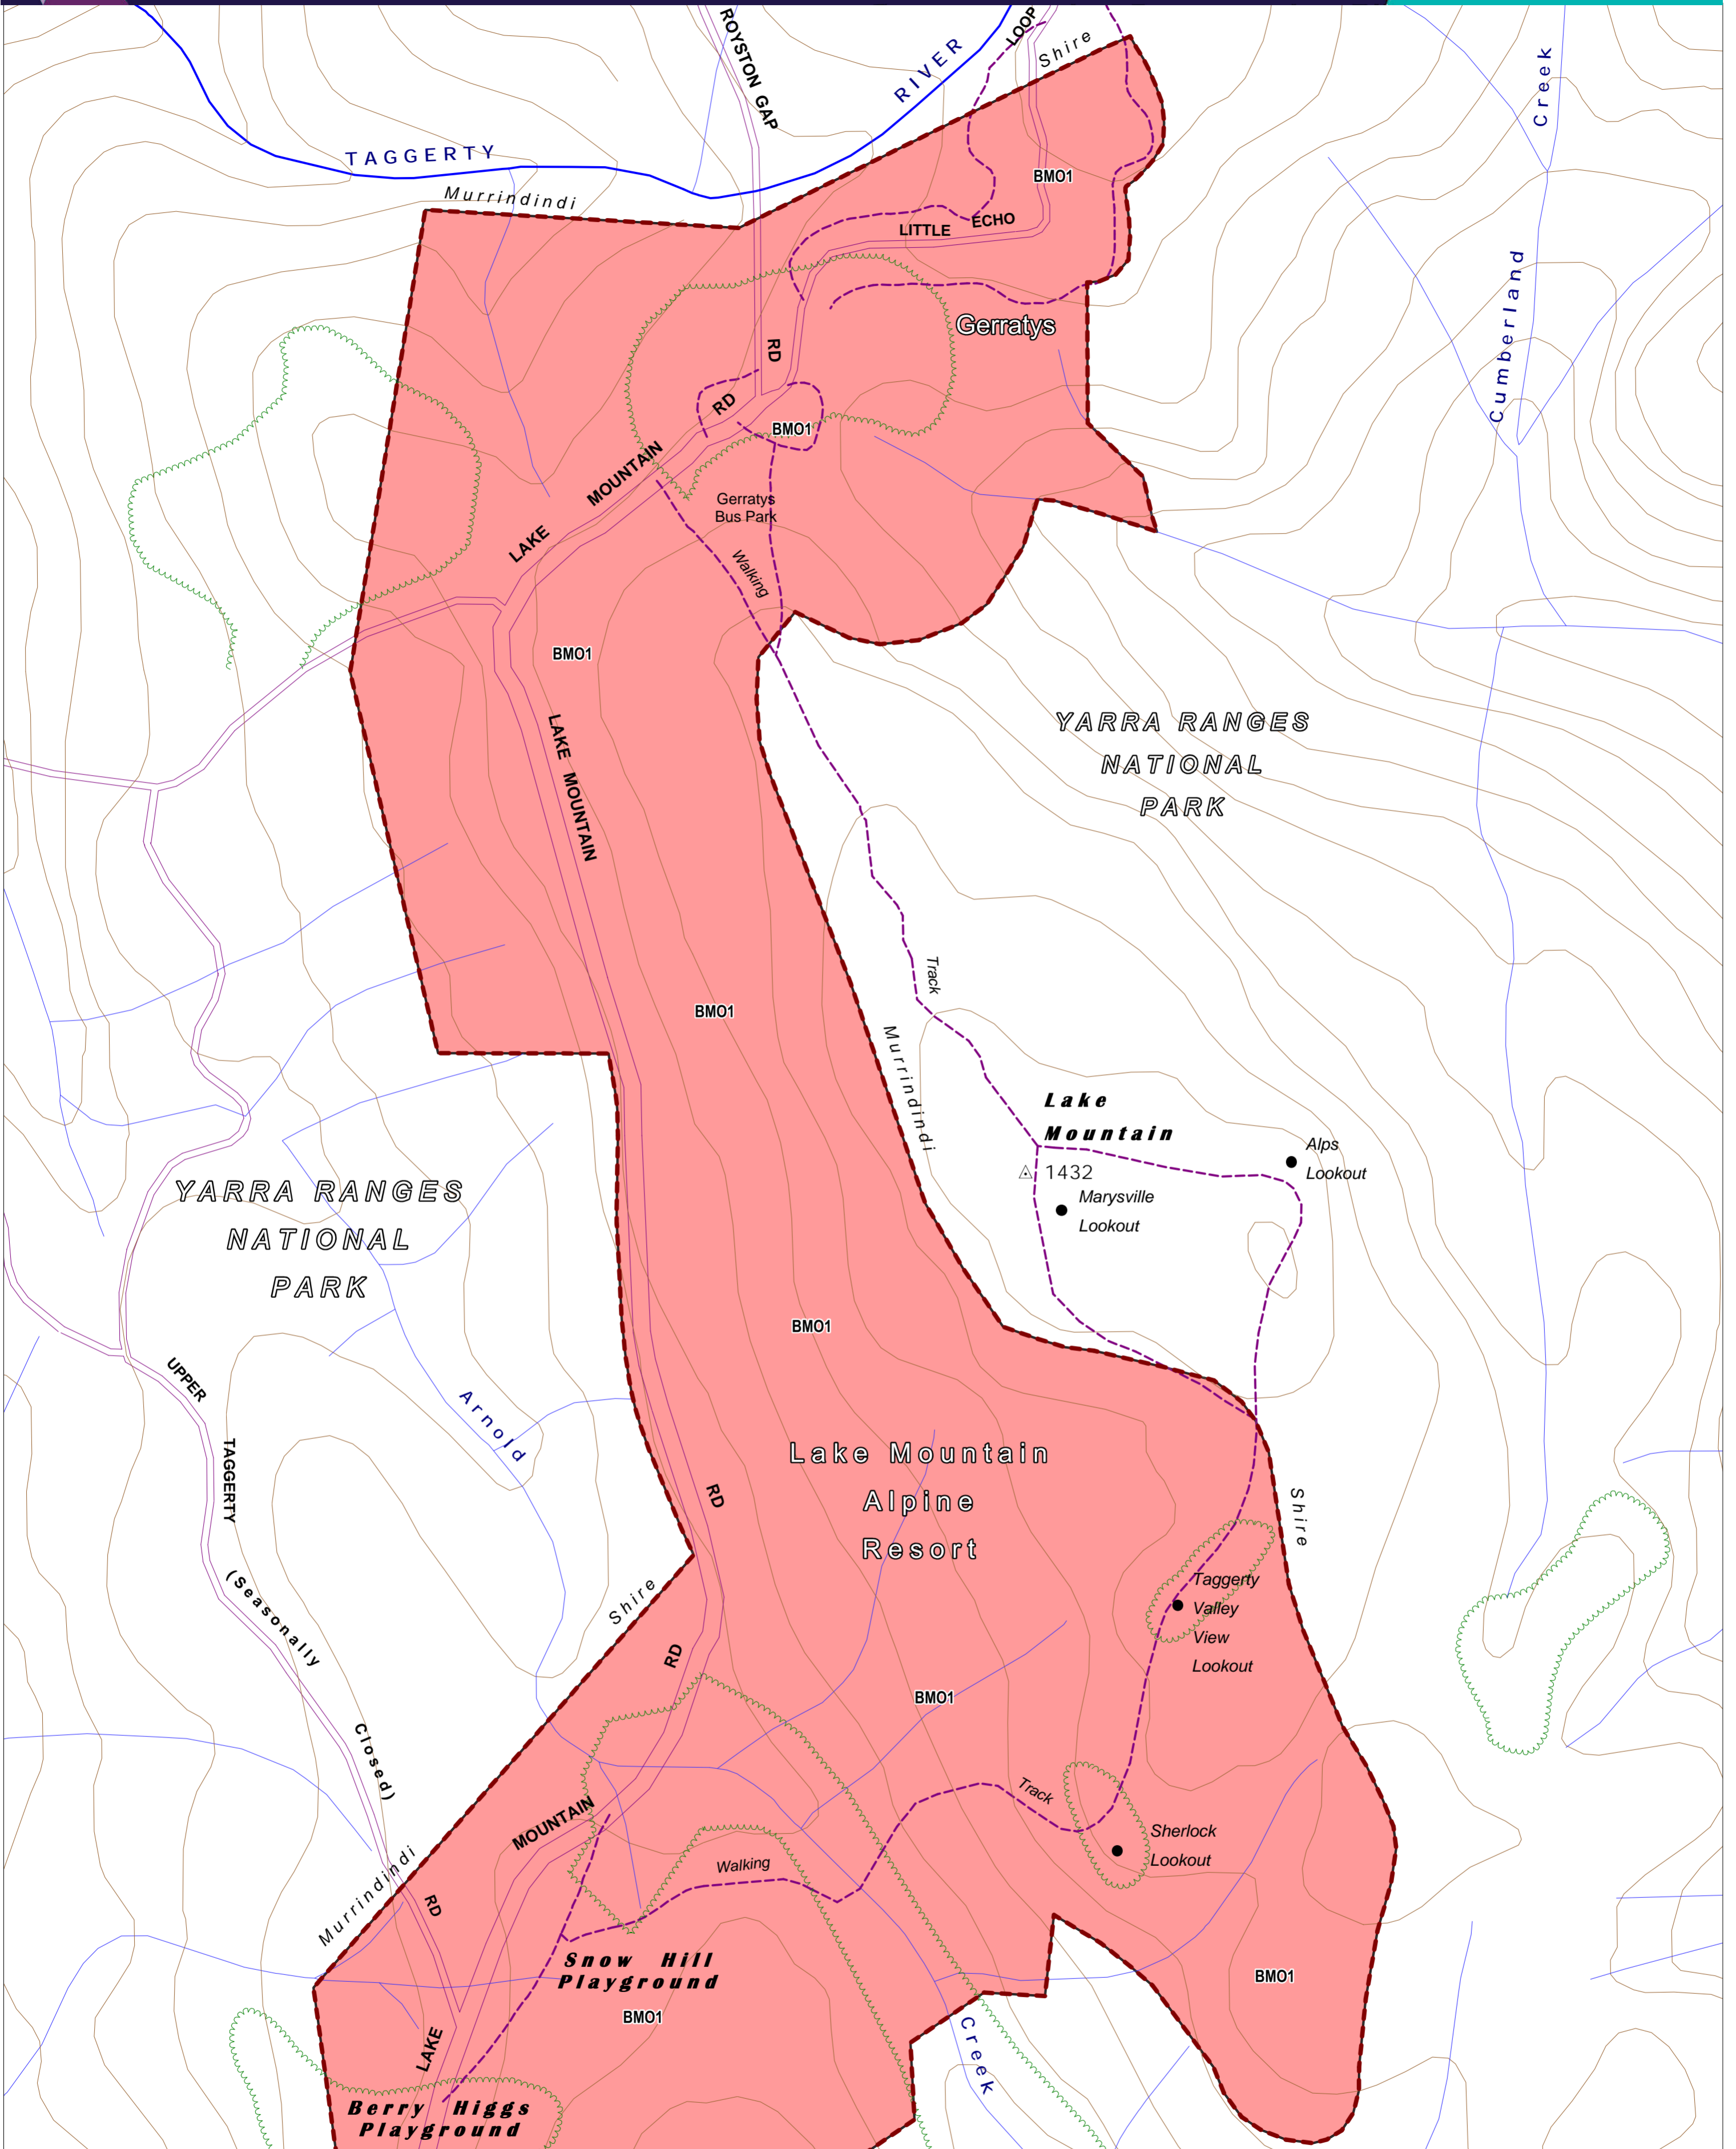 ROYSTON GAP
LOOP
Shire
RIVER
Creek
TAGGERTY
Murrindindi
BMO1
LITTLE
ECHO
Cumberland
Gerratys
RD
RD
BMO1
MOUNTAIN
LAKE
Gerratys
Bus Park
Walking
BMO1
LAKE MOUNTAIN
YARRA RANGES
NATIONAL
PARK
Track
BMO1
Murrindindi
Lake
Mountain
1432
Alps
Lookout
Marysville
Lookout
YARRA RANGES
NATIONAL
PARK
BMO1
UPPER
TAGGERTY
(Seasonally
Closed)
RD
Arnold
Lake Mountain
Alpine
Resort
RD
Shire
Shire
Taggerty
Valley
View
Lookout
RD
BMO1
MOUNTAIN
Track
Sherlock
Lookout
Walking
Murrindindi
Snow Hill
Playground
BMO1
BMO1
LAKE
Creek
Berry Higgs
Playground